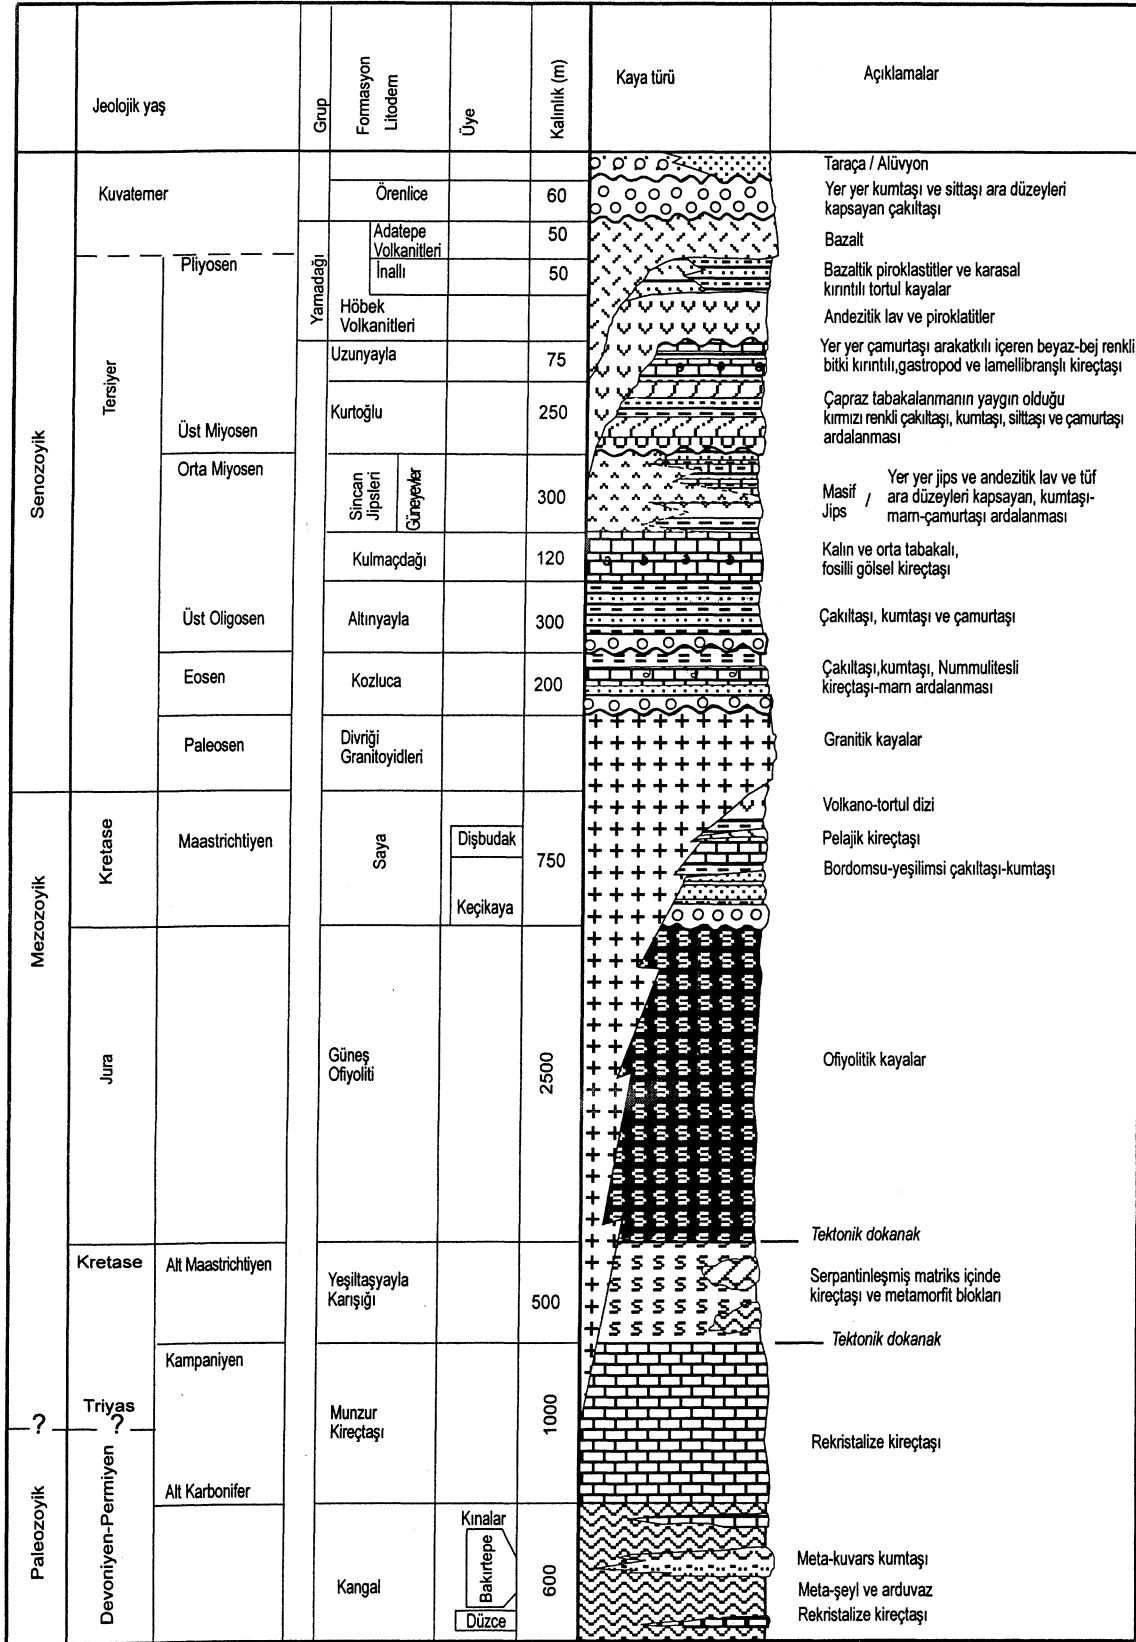 Jeolojik yaş
Grup
Formasyon
Litodem
Üye
Kalınlık (m)
Kaya türü
Açıklamalar
Senozoyik
Kuvaterner
Taraça / Alüvyon
Örenlice
60
Yer yer kumtaşı ve sittaşı ara düzeyleri
kapsayan çakıltaşı
Yamadağı
Adatepe
Volkanitleri
50
Bazalt
Tersiyer
Pliyosen
İnallı
50
Bazaltik piroklastitler ve karasal
kırıntılı tortul kayalar
Höbek
Volkanitleri
Andezitik lav ve piroklatitler
Uzunyayla
75
Yer yer çamurtaşı arakatkılı içeren beyaz-bej renkli,
bitki kırıntılı,gastropod ve lamellibranşlı kireçtaşı
Üst Miyosen
Kurtoğlu
250
Çapraz tabakalanmanın yaygın olduğu
kırmızı renkli çakıltaşı, kumtaşı, silttaşı ve çamurtaşı
ardalanması
Orta Miyosen
Sincan
Jipsleri
Güneyevler
300
Masif
Jips
/
Yer yer jips ve andezitik lav ve tüf
ara düzeyleri kapsayan, kumtaşı-
marn-çamurtaşı ardalanması
Kulmaçdağı
120
Kalın ve orta tabakalı,
fosilli gölsel kireçtaşı
Üst Oligosen
Altınyayla
300
Çakıltaşı, kumtaşı ve çamurtaşı
Eosen
Kozluca
200
Çakıltaşı,kumtaşı, Nummulitesli
kireçtaşı-marn ardalanması
Paleosen
Divriği
Granitoyidleri
Granitik kayalar
Mezozoyik
Kretase
Maastrichtiyen
Saya
Dişbudak
Keçikaya
750
Volkano-tortul dizi
Pelajik kireçtaşı
Bordomsu-yeşilimsi çakıltaşı-kumtaşı
Jura
Güneş
Ofiyoliti
2500
Ofiyolitik kayalar
Tektonik dokanak
Kretase
Alt Maastrichtiyen
Yeşiltaşyayla
Karışığı
500
Serpantinleşmiş matriks içinde
kireçtaşı ve metamorfit blokları
Tektonik dokanak
Kampaniyen
Triyas
?
?
Munzur
Kireçtaşı
1000
Rekristalize kireçtaşı
Paleozoyik
Devoniyen-Permiyen
Alt Karbonifer
Kangal
Kınalar
Bakırtepe
Düzce
600
Meta-kuvars kumtaşı
Meta-şeyl ve arduvaz
Rekristalize kireçtaşı